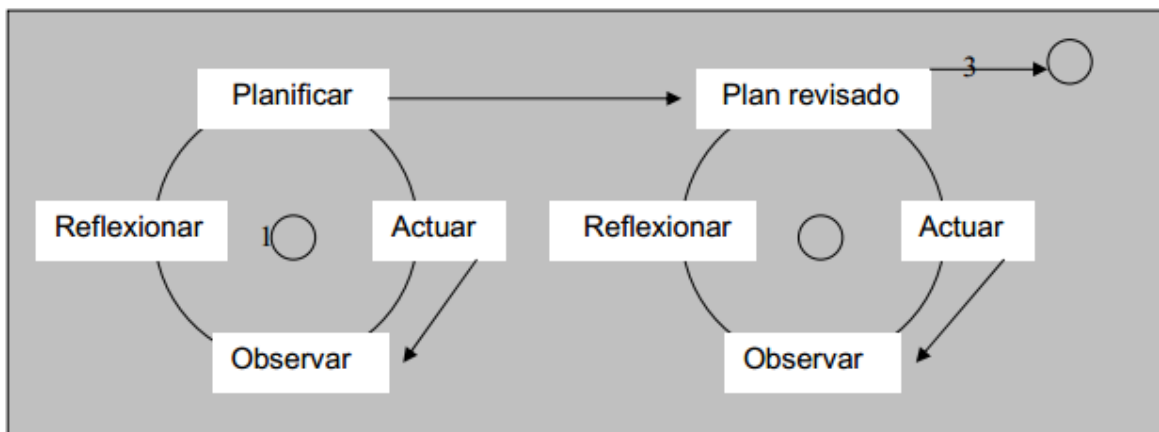 3
Planificar
Plan revisado
Reflexionar
1
Actuar
Reflexionar
Actuar
Observar
Observar